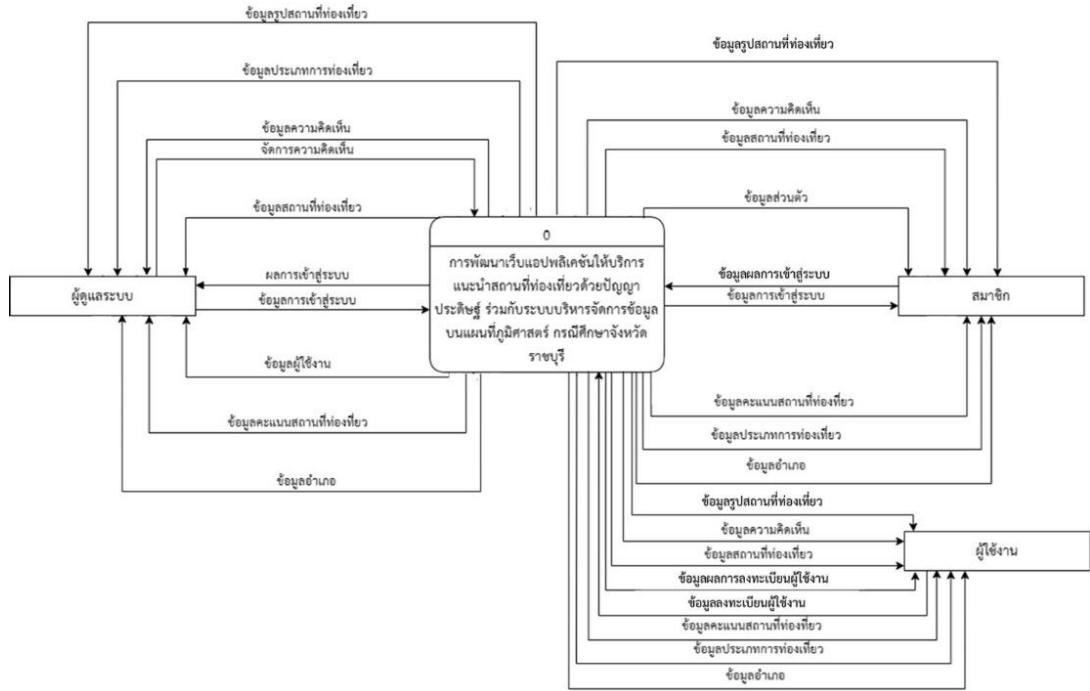 ข้อมูลรูปสถานที่ท่องเที่ยว
ข้อมูลประเภทการท่องเที่ยว
ข้อมูลความคิดเห็น
จัดการความคิดเห็น
ข้อมูลสถานที่ท่องเที่ยว
ผลการเข้าสู่ระบบ
ผู้ดูแลระบบ
ข้อมูลการเข้าสู่ระบบ
ข้อมูลผู้ใช้งาน
ข้อมูลคะแนนสถานที่ท่องเที่ยว
ข้อมูลอำเภอ
0
การพัฒนาเว็บแอปพลิเคชันให้บริการ
แนะนำสถานที่ท่องเที่ยวด้วยปัญญา
ประดิษฐ์ ร่วมกับระบบบริหารจัดการข้อมูล
บนแผนที่ภูมิศาสตร์ กรณีศึกษาจังหวัด
ราชบุรี
ข้อมูลรูปสถานที่ท่องเที่ยว
ข้อมูลความคิดเห็น
ข้อมูลสถานที่ท่องเที่ยว
ข้อมูลส่วนตัว
ข้อมูลผลการเข้าสู่ระบบ
ข้อมูลการเข้าสู่ระบบ
สมาชิก
ข้อมูลคะแนนสถานที่ท่องเที่ยว
ข้อมูลประเภทการท่องเที่ยว
ข้อมูลอำเภอ
ข้อมูลรูปสถานที่ท่องเที่ยว
ข้อมูลความคิดเห็น
ข้อมูลสถานที่ท่องเที่ยว
ผู้ใช้งาน
ข้อมูลผลการลงทะเบียนผู้ใช้งาน
ข้อมูลลงทะเบียนผู้ใช้งาน
ข้อมูลคะแนนสถานที่ท่องเที่ยว
ข้อมูลประเภทการท่องเที่ยว
ข้อมูลอำเภอ